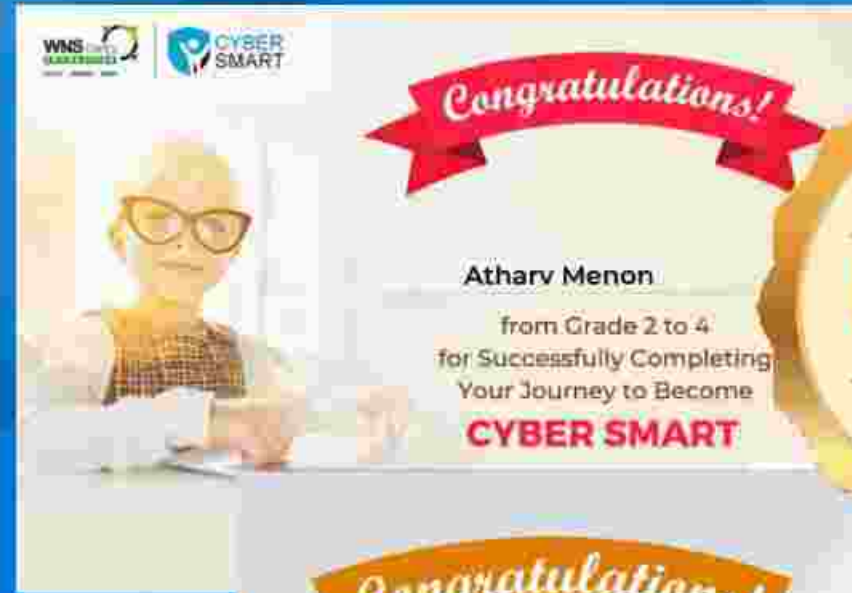 WNS
CYBER
SMART
Congratulations!
Atharv Menon
from Grade 2 to 4
for Successfully Completing
Your Journey to Become
CYBER SMART
Congratulation